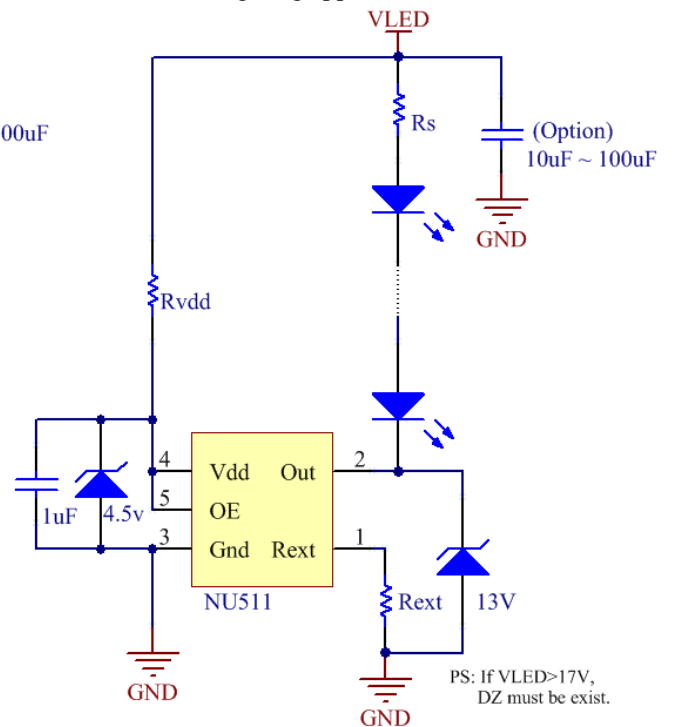 VLED
Rs
00uF
(Option)
10uF ~ 100uF
GND
Rvdd
4
Vdd
Out
2
1uF
4.5v
5
OE
3
Gnd
Rext
1
NU511
Rext
13V
GND
PS: If VLED>17V,
DZ must be exist.
GND